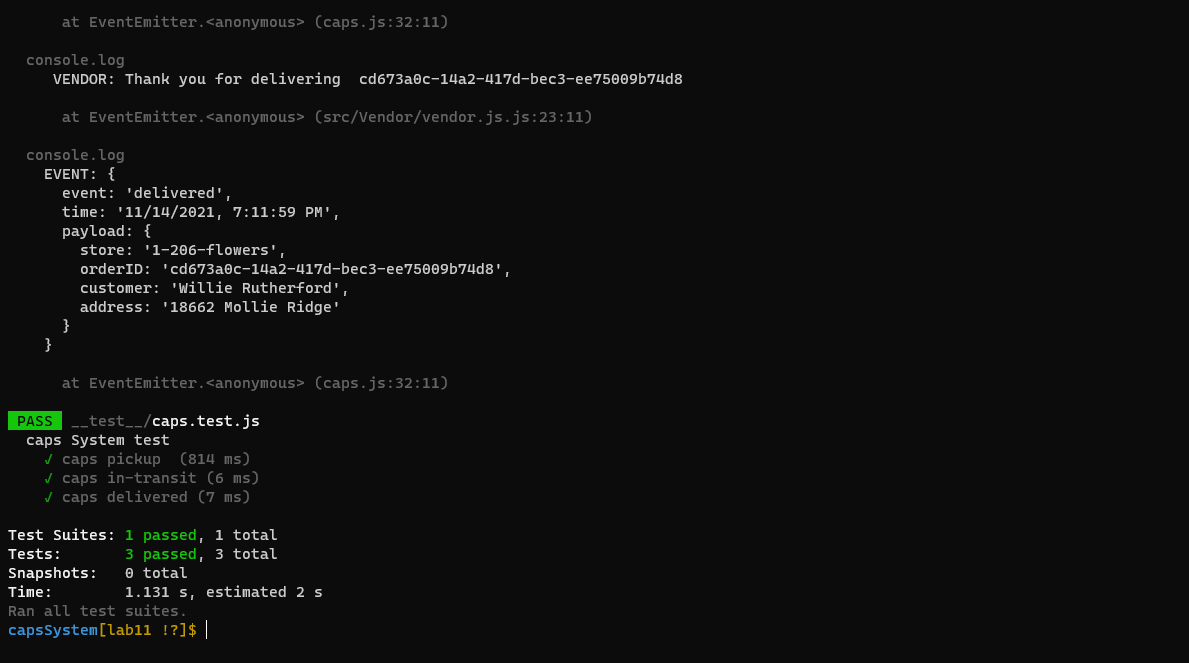 at EventEmitter.<anonymous> (caps.js:32:11)
console.log
VENDOR: Thank you for delivering  cd673a0c-14a2-417d-bec3-ee75009b74d8
at EventEmitter.<anonymous> (src/Vendor/vendor.js.js:23:11)
console.log
EVENT: {
event: 'delivered',
time: '11/14/2021, 7:11:59 PM',
payload: {
store: '1-206-flowers',
orderID: 'cd673a0c-14a2-417d-bec3-ee75009b74d8',
customer: 'Willie Rutherford',
address: '18662 Mollie Ridge'
}
}
at EventEmitter.<anonymous> (caps.js:32:11)
PASS __test__/caps.test.js
caps System test
√ caps pickup  (814 ms)
√ caps in-transit (6 ms)
√ caps delivered (7 ms)
Test Suites: 1 passed, 1 total
Tests:       3 passed, 3 total
Snapshots:   0 total
Time:        1.131 s, estimated 2 s
Ran all test suites.
capsSystem[lab11 !?]$